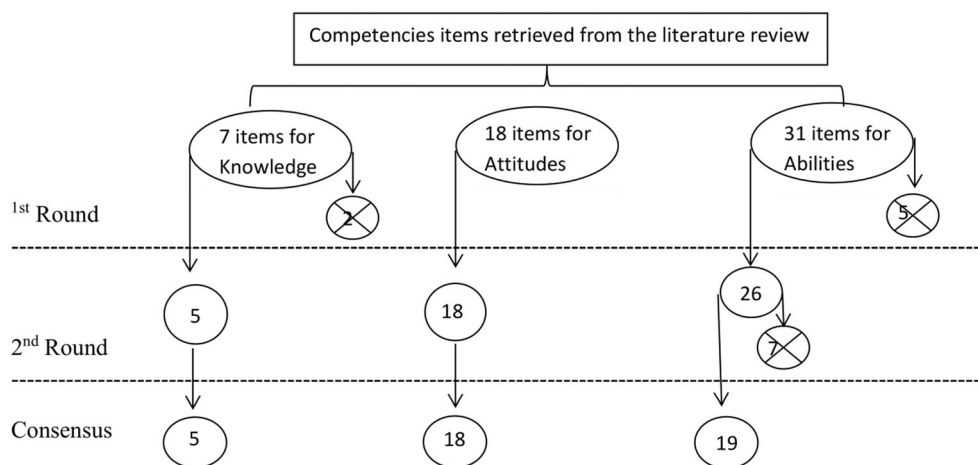 Competencies items retrieved from the literature review
7 items for
Knowledge
18 items for
Attitudes
31 items for
Abilities
2
5
1st Round
5
18
26
7
2nd Round
5
18
19
Consensus